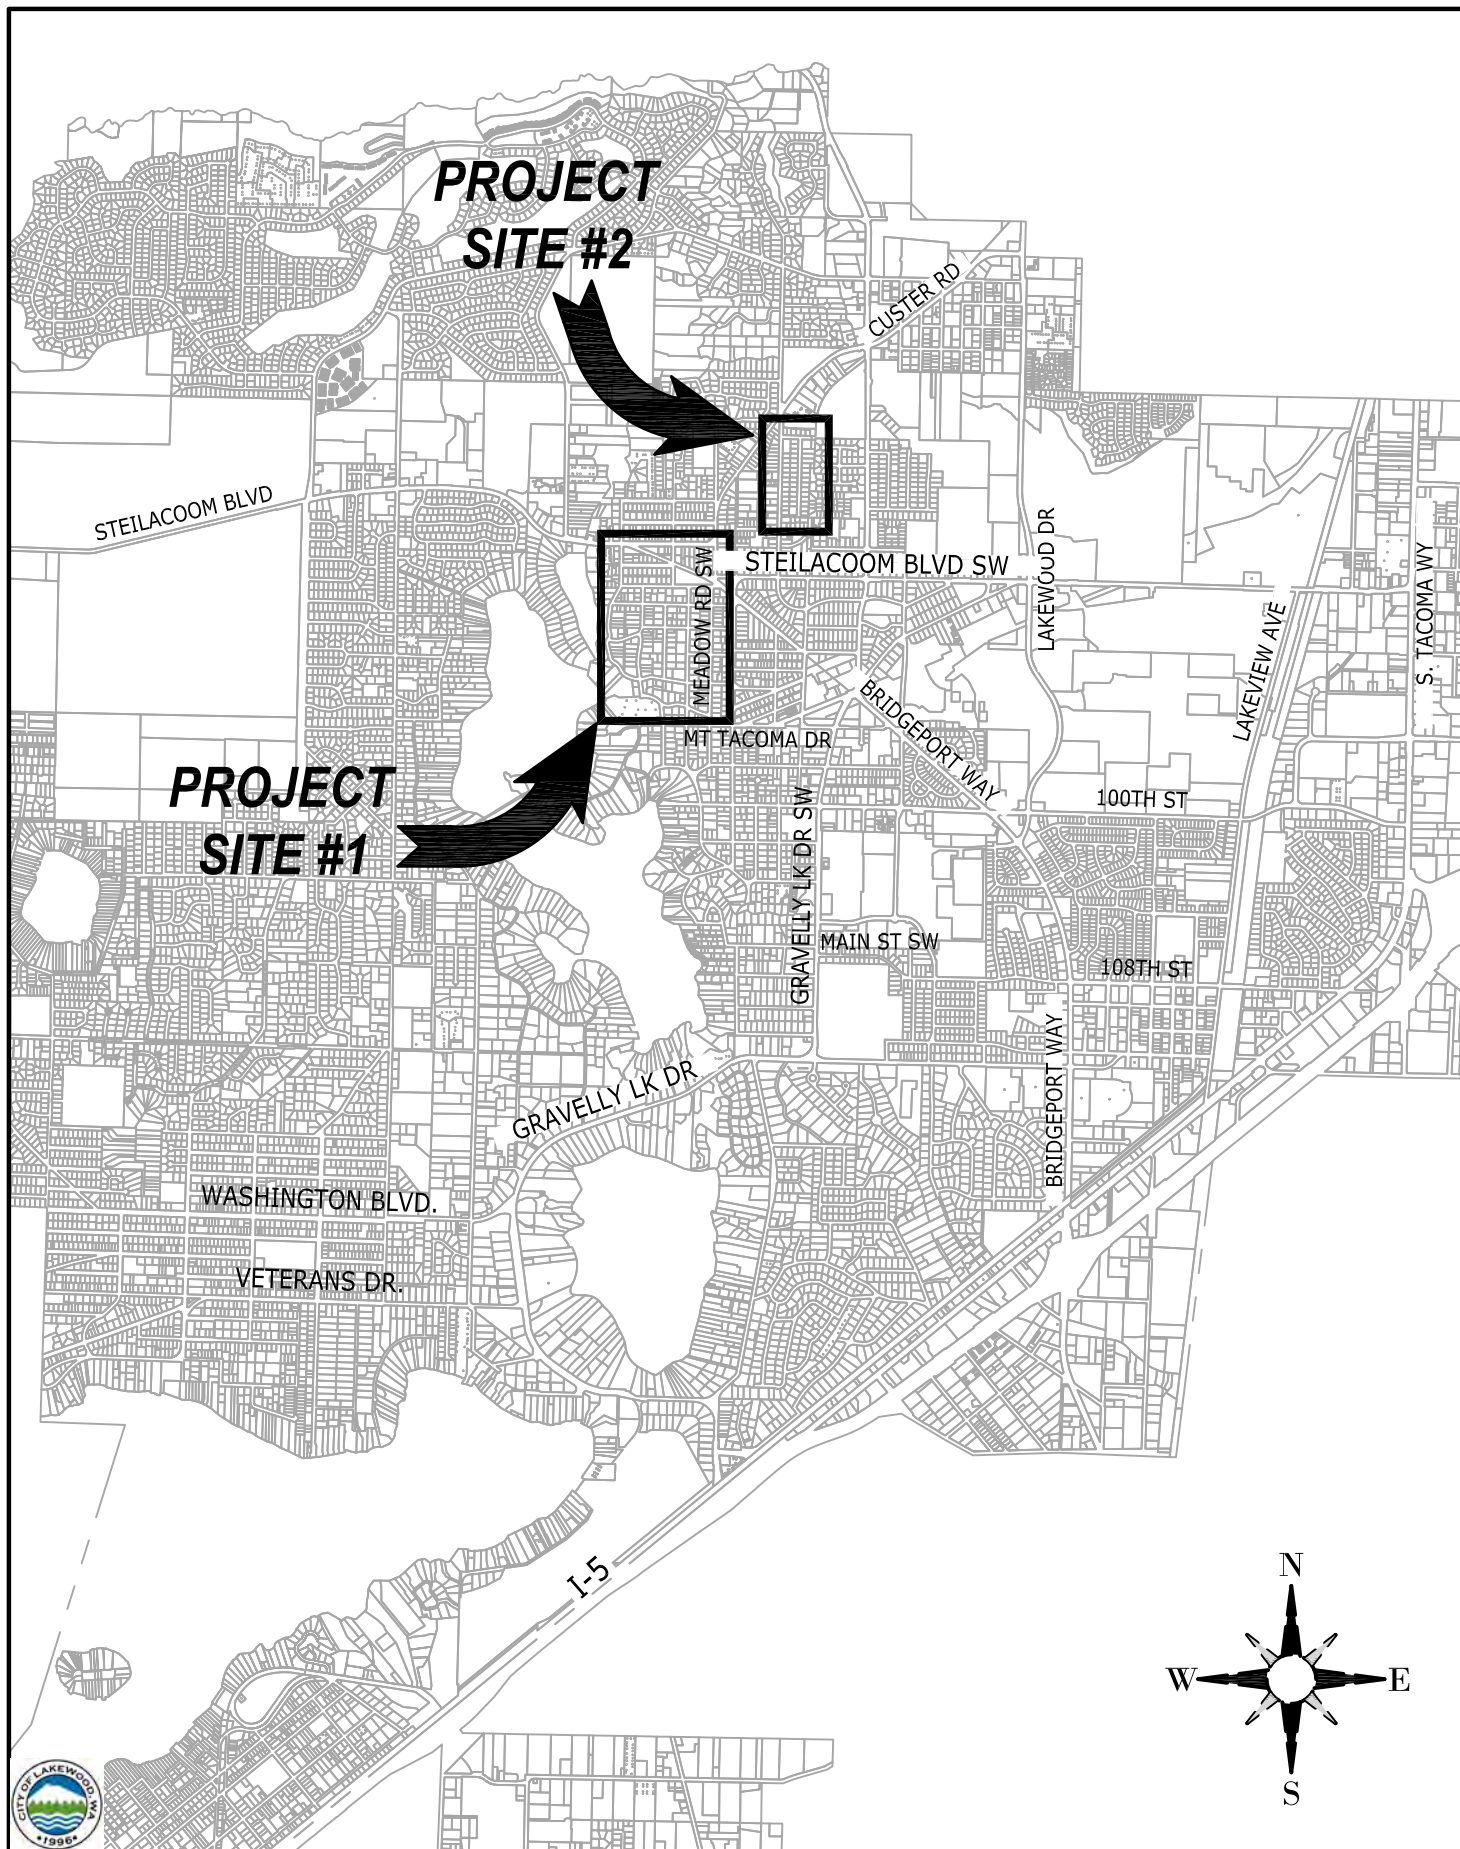 PROJECT
SITE #2
CUSTER RD
STEILACOOM BLVD
STEILACOOM BLVD SW
MEADOW RD SW
LAKEWOOD DR
LAKEVIEW AVE
S. TACOMA WY
BRIDGEPORT WAY
MT TACOMA DR
PROJECT
SITE #1
100TH ST
GRAVELLY LK DR SW
MAIN ST SW
108TH ST
BRIDGEPORT WAY
GRAVELLY LK DR
WASHINGTON BLVD.
VETERANS DR.
I-5
N
W
E
S
CITY OF LAKEWOOD, WA
1996